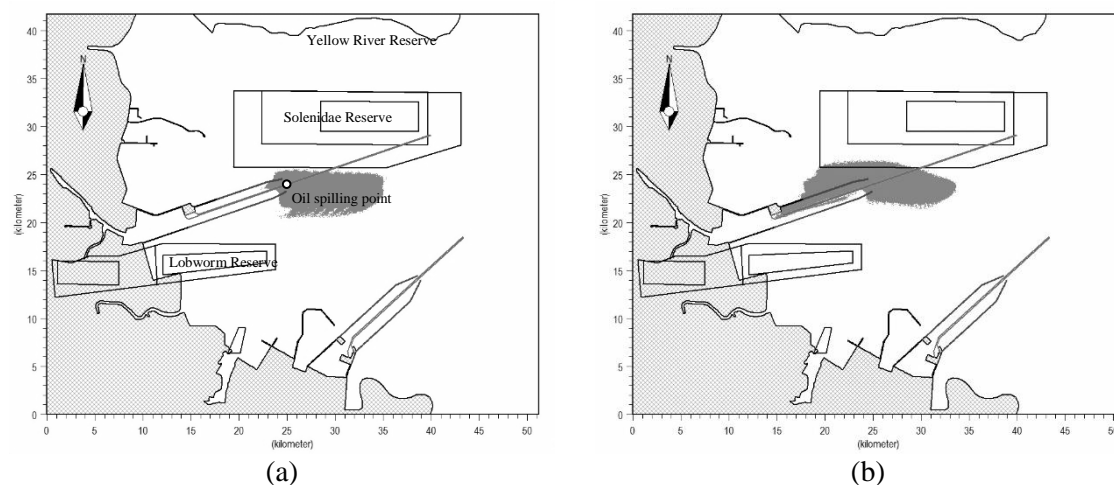 40
35
30
25
20
15
10
5
0
(kilometer)
Yellow River Reserve
Solenidae Reserve
Oil spilling point
Lobworm Reserve
0 5 10 15 20 25 30 35 40 45 50
(kilometer)
(a)
40
35
30
25
20
15
10
5
0
(kilometer)
0 5 10 15 20 25 30 35 40 45 50
(kilometer)
(b)